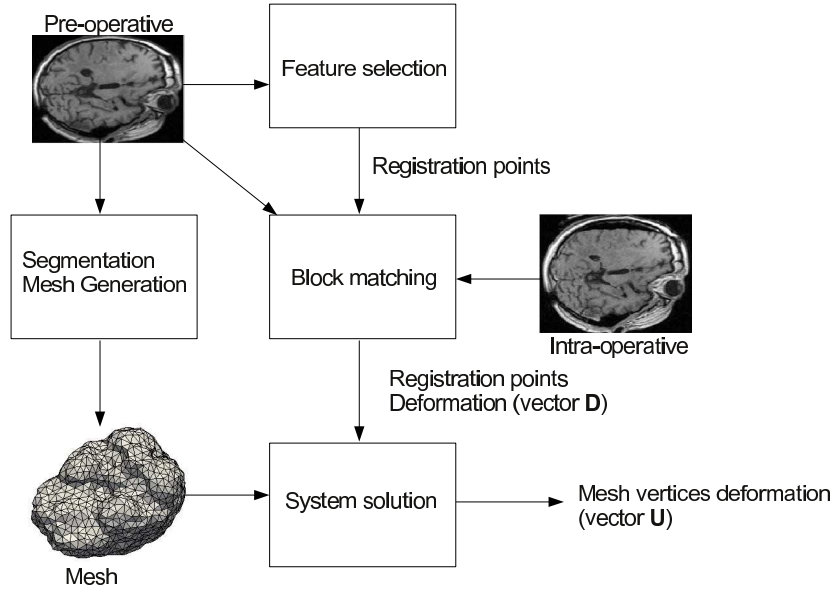 Pre-operative
Feature selection
Registration points
Segmentation
Mesh Generation
Block matching
Intra-operative
Registration points
Deformation (vector D)
System solution
Mesh vertices deformation
(vector U)
Mesh